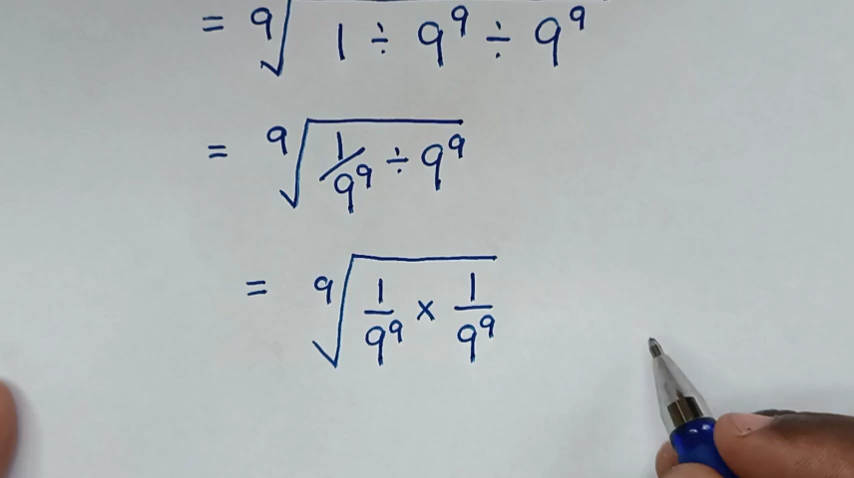 = ⁹√(1 ÷ 9⁹ ÷ 9⁹)
= ⁹√(1/9⁹ ÷ 9⁹)
= ⁹√(1/9⁹ × 1/9⁹)